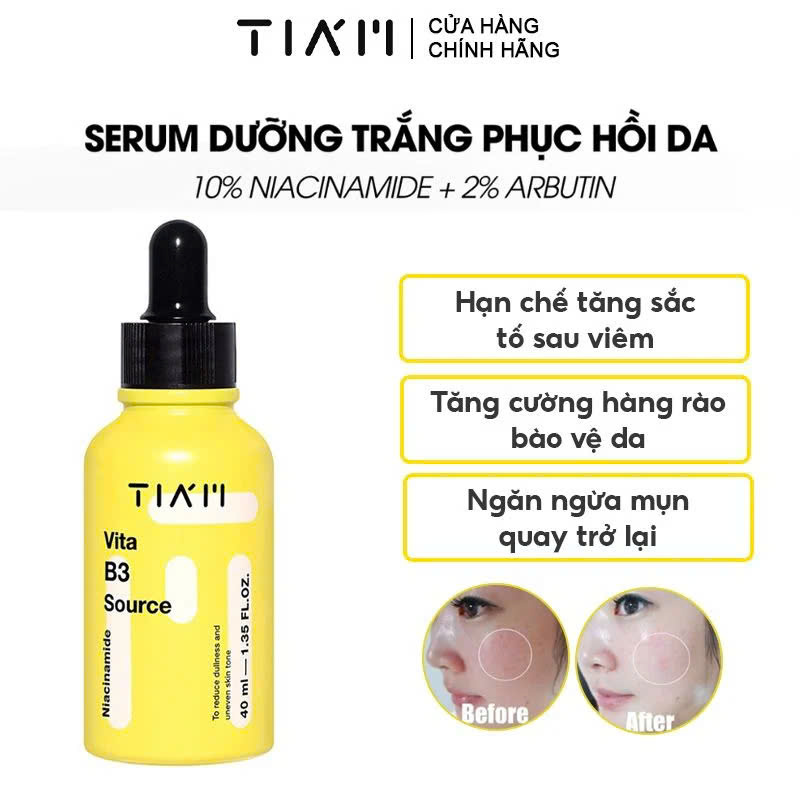 TIA'M
CỬA HÀNG
CHÍNH HÃNG
SERUM DƯỠNG TRẮNG PHỤC HỒI DA
10% NIACINAMIDE + 2% ARBUTIN
Hạn chế tăng sắc
tố sau viêm
Tăng cường hàng rào
bào vệ da
Ngăn ngừa mụn
quay trở lại
TIA'M
Vita
B3
Source
Niacinamide
To reduce dullness and
uneven skin tone
40 ml — 1.35 FL.OZ.
Before
After